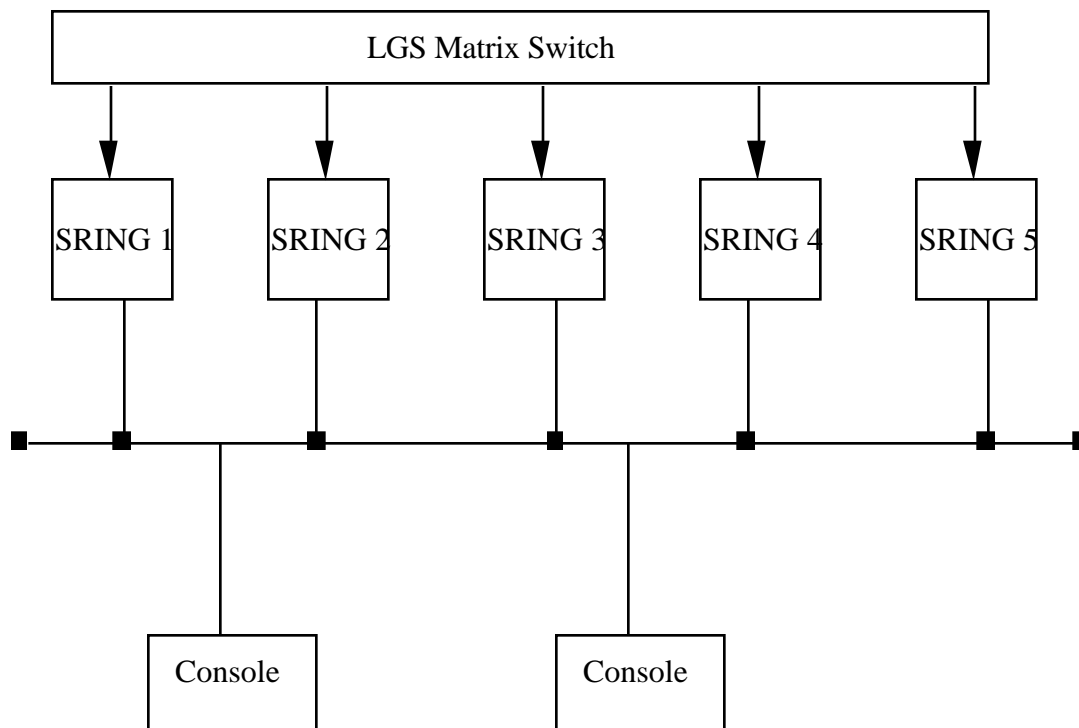 LGS Matrix Switch
SRING 1 SRING 2 SRING 3 SRING 4 SRING 5
Console Console